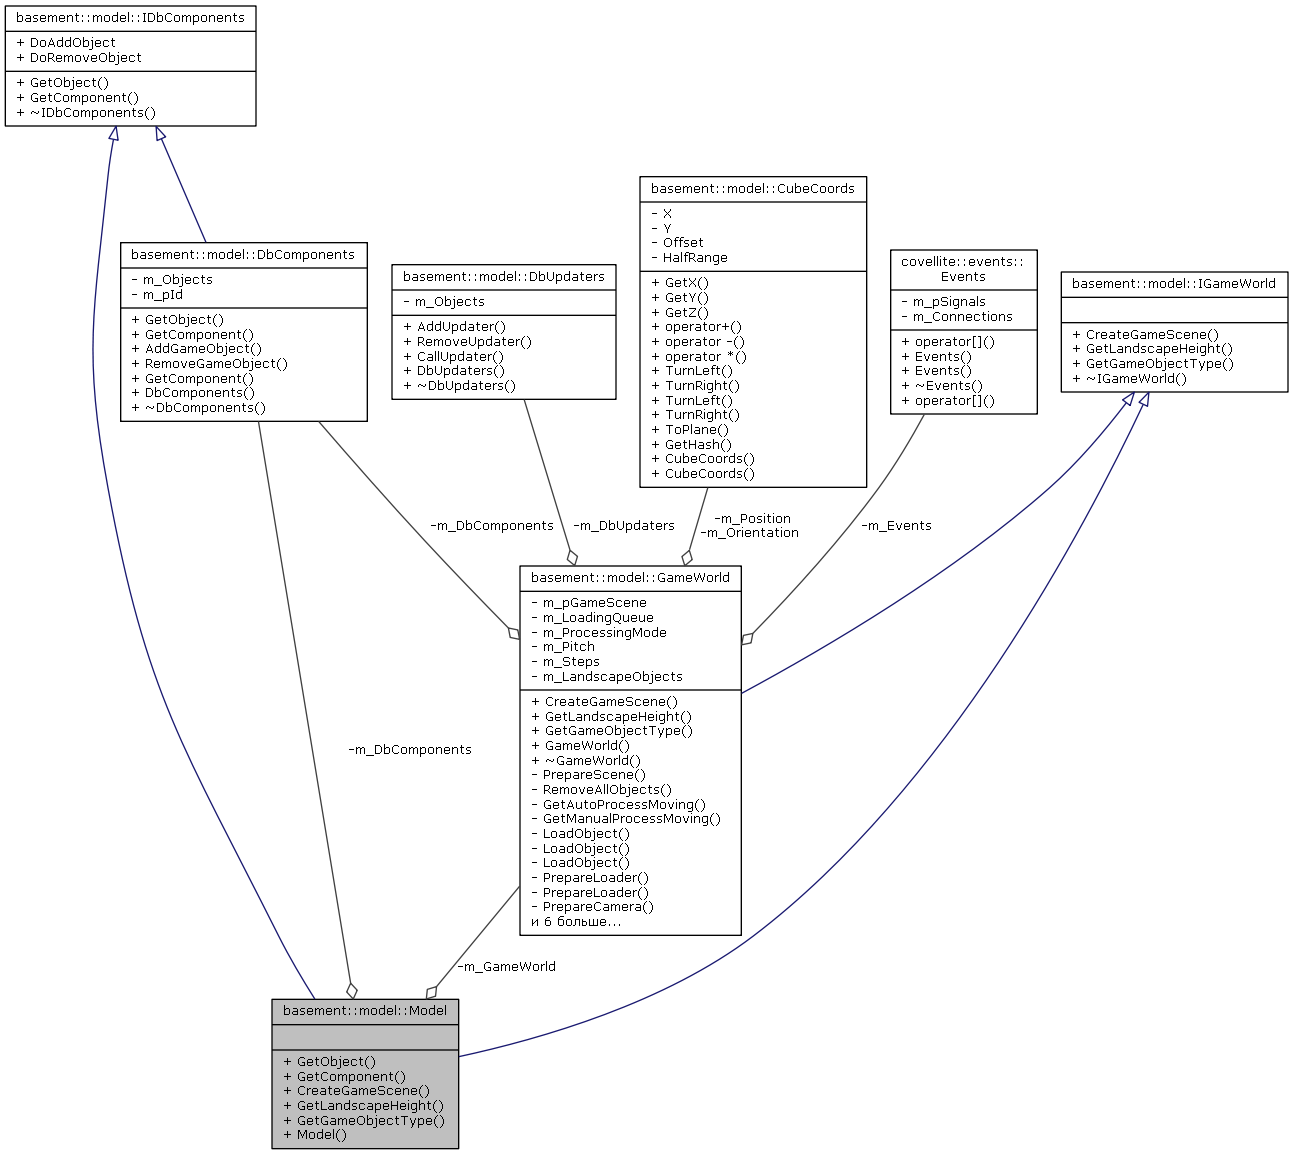 basement::model::IDbComponents
+ DoAddObject
+ DoRemoveObject
+ GetObject()
+ GetComponent()
+ ~IDbComponents()
basement::model::DbComponents
- m_Objects
- m_pId
+ GetObject()
+ GetComponent()
+ AddGameObject()
+ RemoveGameObject()
+ GetComponent()
+ DbComponents()
+ ~DbComponents()
basement::model::DbUpdaters
- m_Objects
+ AddUpdater()
+ RemoveUpdater()
+ CallUpdater()
+ DbUpdaters()
+ ~DbUpdaters()
basement::model::CubeCoords
- X
- Y
- Offset
- HalfRange
+ GetX()
+ GetY()
+ GetZ()
+ operator+()
+ operator -()
+ operator *()
+ TurnLeft()
+ TurnRight()
+ TurnLeft()
+ TurnRight()
+ ToPlane()
+ GetHash()
+ CubeCoords()
+ CubeCoords()
covellite::events::
Events
- m_pSignals
- m_Connections
+ operator[]()
+ Events()
+ Events()
+ ~Events()
+ operator[]()
basement::model::IGameWorld
+ CreateGameScene()
+ GetLandscapeHeight()
+ GetGameObjectType()
+ ~IGameWorld()
-m_DbComponents
-m_DbUpdaters
-m_Position
-m_Orientation
-m_Events
basement::model::GameWorld
- m_pGameScene
- m_LoadingQueue
- m_ProcessingMode
- m_Pitch
- m_Steps
- m_LandscapeObjects
+ CreateGameScene()
+ GetLandscapeHeight()
+ GetGameObjectType()
+ GameWorld()
+ ~GameWorld()
- PrepareScene()
- RemoveAllObjects()
- GetAutoProcessMoving()
- GetManualProcessMoving()
- LoadObject()
- LoadObject()
- LoadObject()
- PrepareLoader()
- PrepareLoader()
- PrepareCamera()
и 6 больше...
-m_DbComponents
-m_GameWorld
basement::model::Model
+ GetObject()
+ GetComponent()
+ CreateGameScene()
+ GetLandscapeHeight()
+ GetGameObjectType()
+ Model()